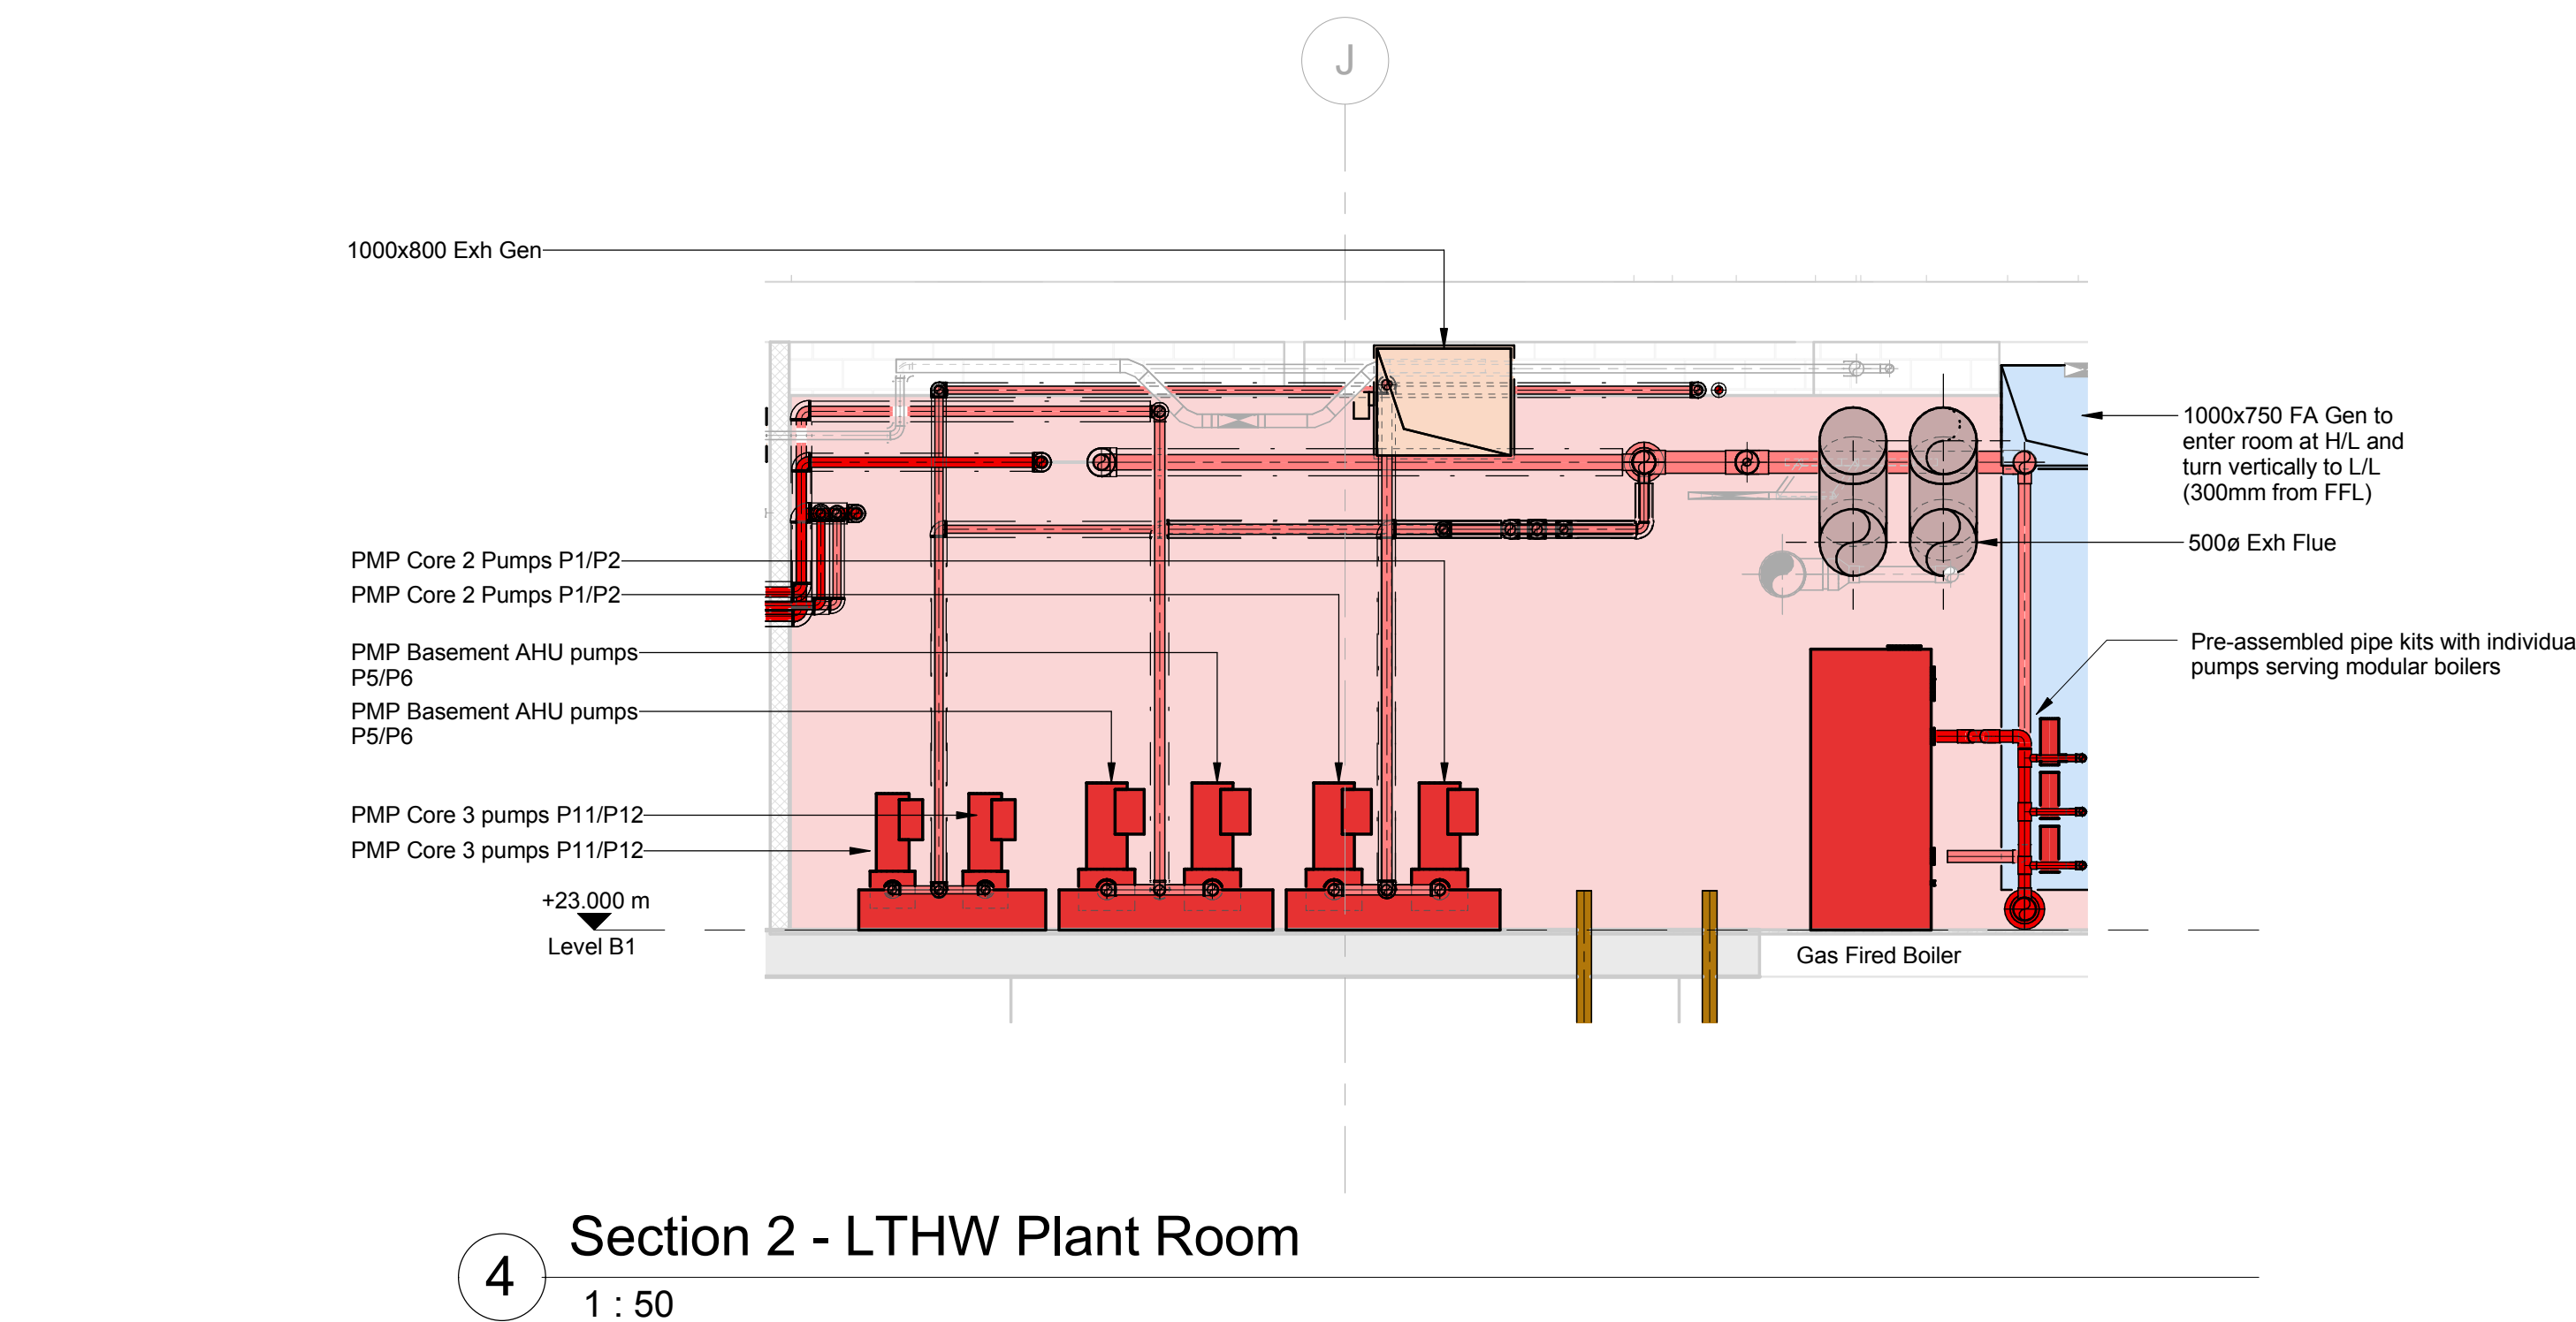 J
1000x800 Exh Gen
1000x750 FA Gen to
enter room at H/L and
turn vertically to L/L
(300mm from FFL)
500ø Exh Flue
PMP Core 2 Pumps P1/P2
PMP Core 2 Pumps P1/P2
PMP Basement AHU pumps
P5/P6
PMP Basement AHU pumps
P5/P6
Pre-assembled pipe kits with individua
pumps serving modular boilers
PMP Core 3 pumps P11/P12
PMP Core 3 pumps P11/P12
+23.000 m
Level B1
Gas Fired Boiler
4
Section 2 - LTHW Plant Room
1 : 50